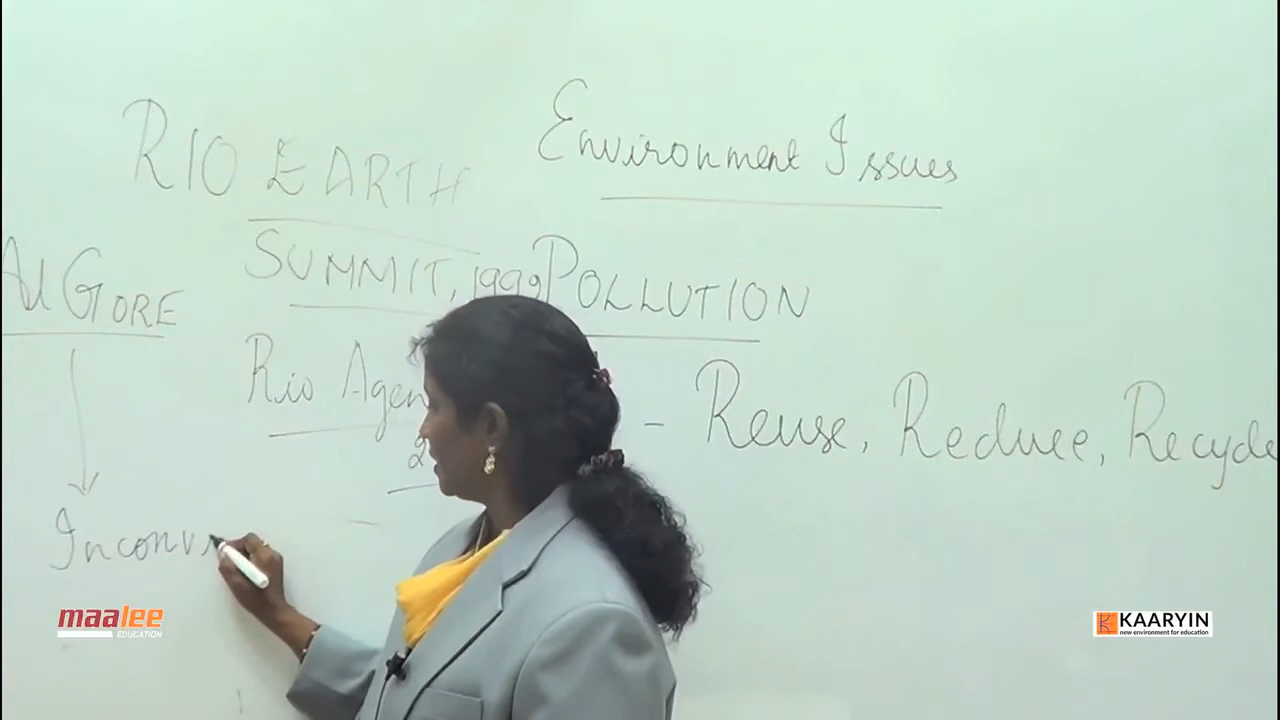 Environment Issues
RIO EARTH
SUMMIT, 1992
POLLUTION
Al GORE
Rio Agen
2
- Reuse, Reduce, Recycle
Inconv
maalee
EDUCATION
KAARYIN
new environment for education